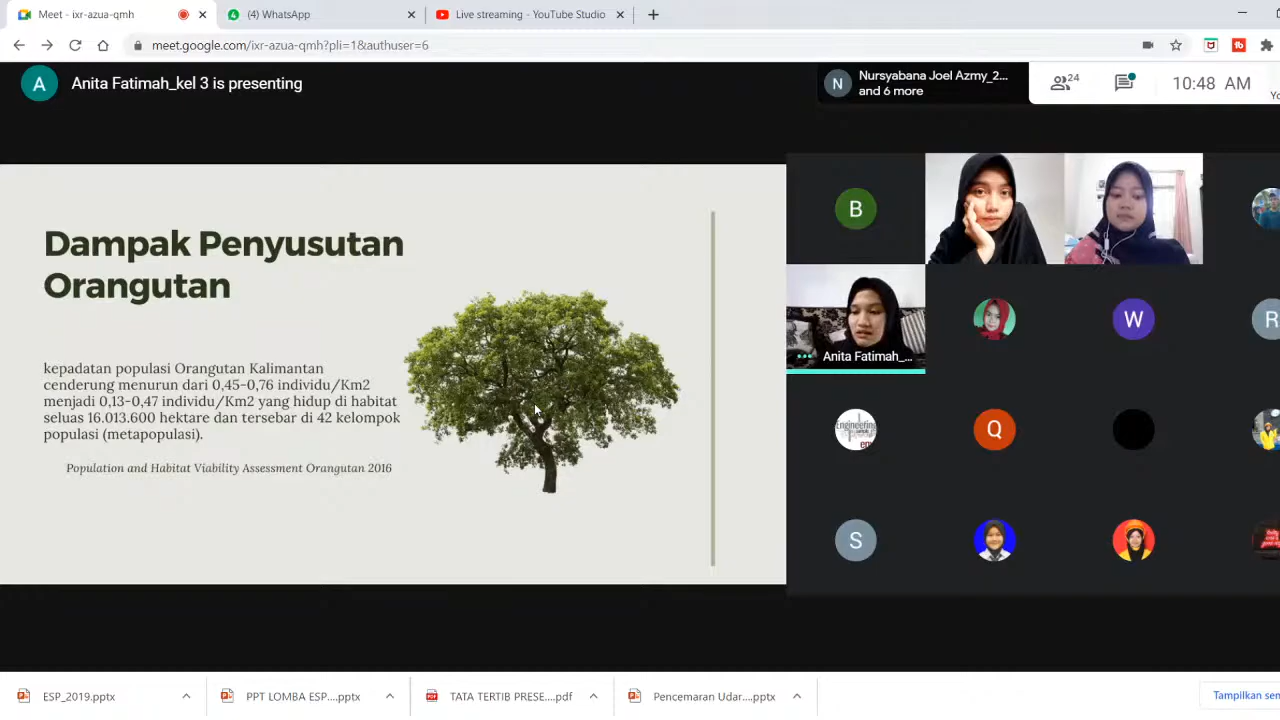 Meet - ixr-azua-qmh
(4) WhatsApp
Live streaming - YouTube Studio
meet.google.com/ixr-azua-qmh?pli=1&authuser=6
A
Anita Fatimah_kel 3 is presenting
N
Nursyabana Joel Azmy_2...
and 6 more
24
10:48 AM
Yo
Dampak Penyusutan
Orangutan
kepadatan populasi Orangutan Kalimantan
cenderung menurun dari 0,45-0,76 individu/Km2
menjadi 0,13-0,47 individu/Km2 yang hidup di habitat
seluas 16.013.600 hektare dan tersebar di 42 kelompok
populasi (metapopulasi).
Population and Habitat Viability Assessment Orangutan 2016
B
Anita Fatimah_...
W
R
Engineering
Q
S
ESP_2019.pptx
PPT LOMBA ESP....pptx
TATA TERTIB PRESE....pdf
Pencemaran Udar....pptx
Tampilkan sem